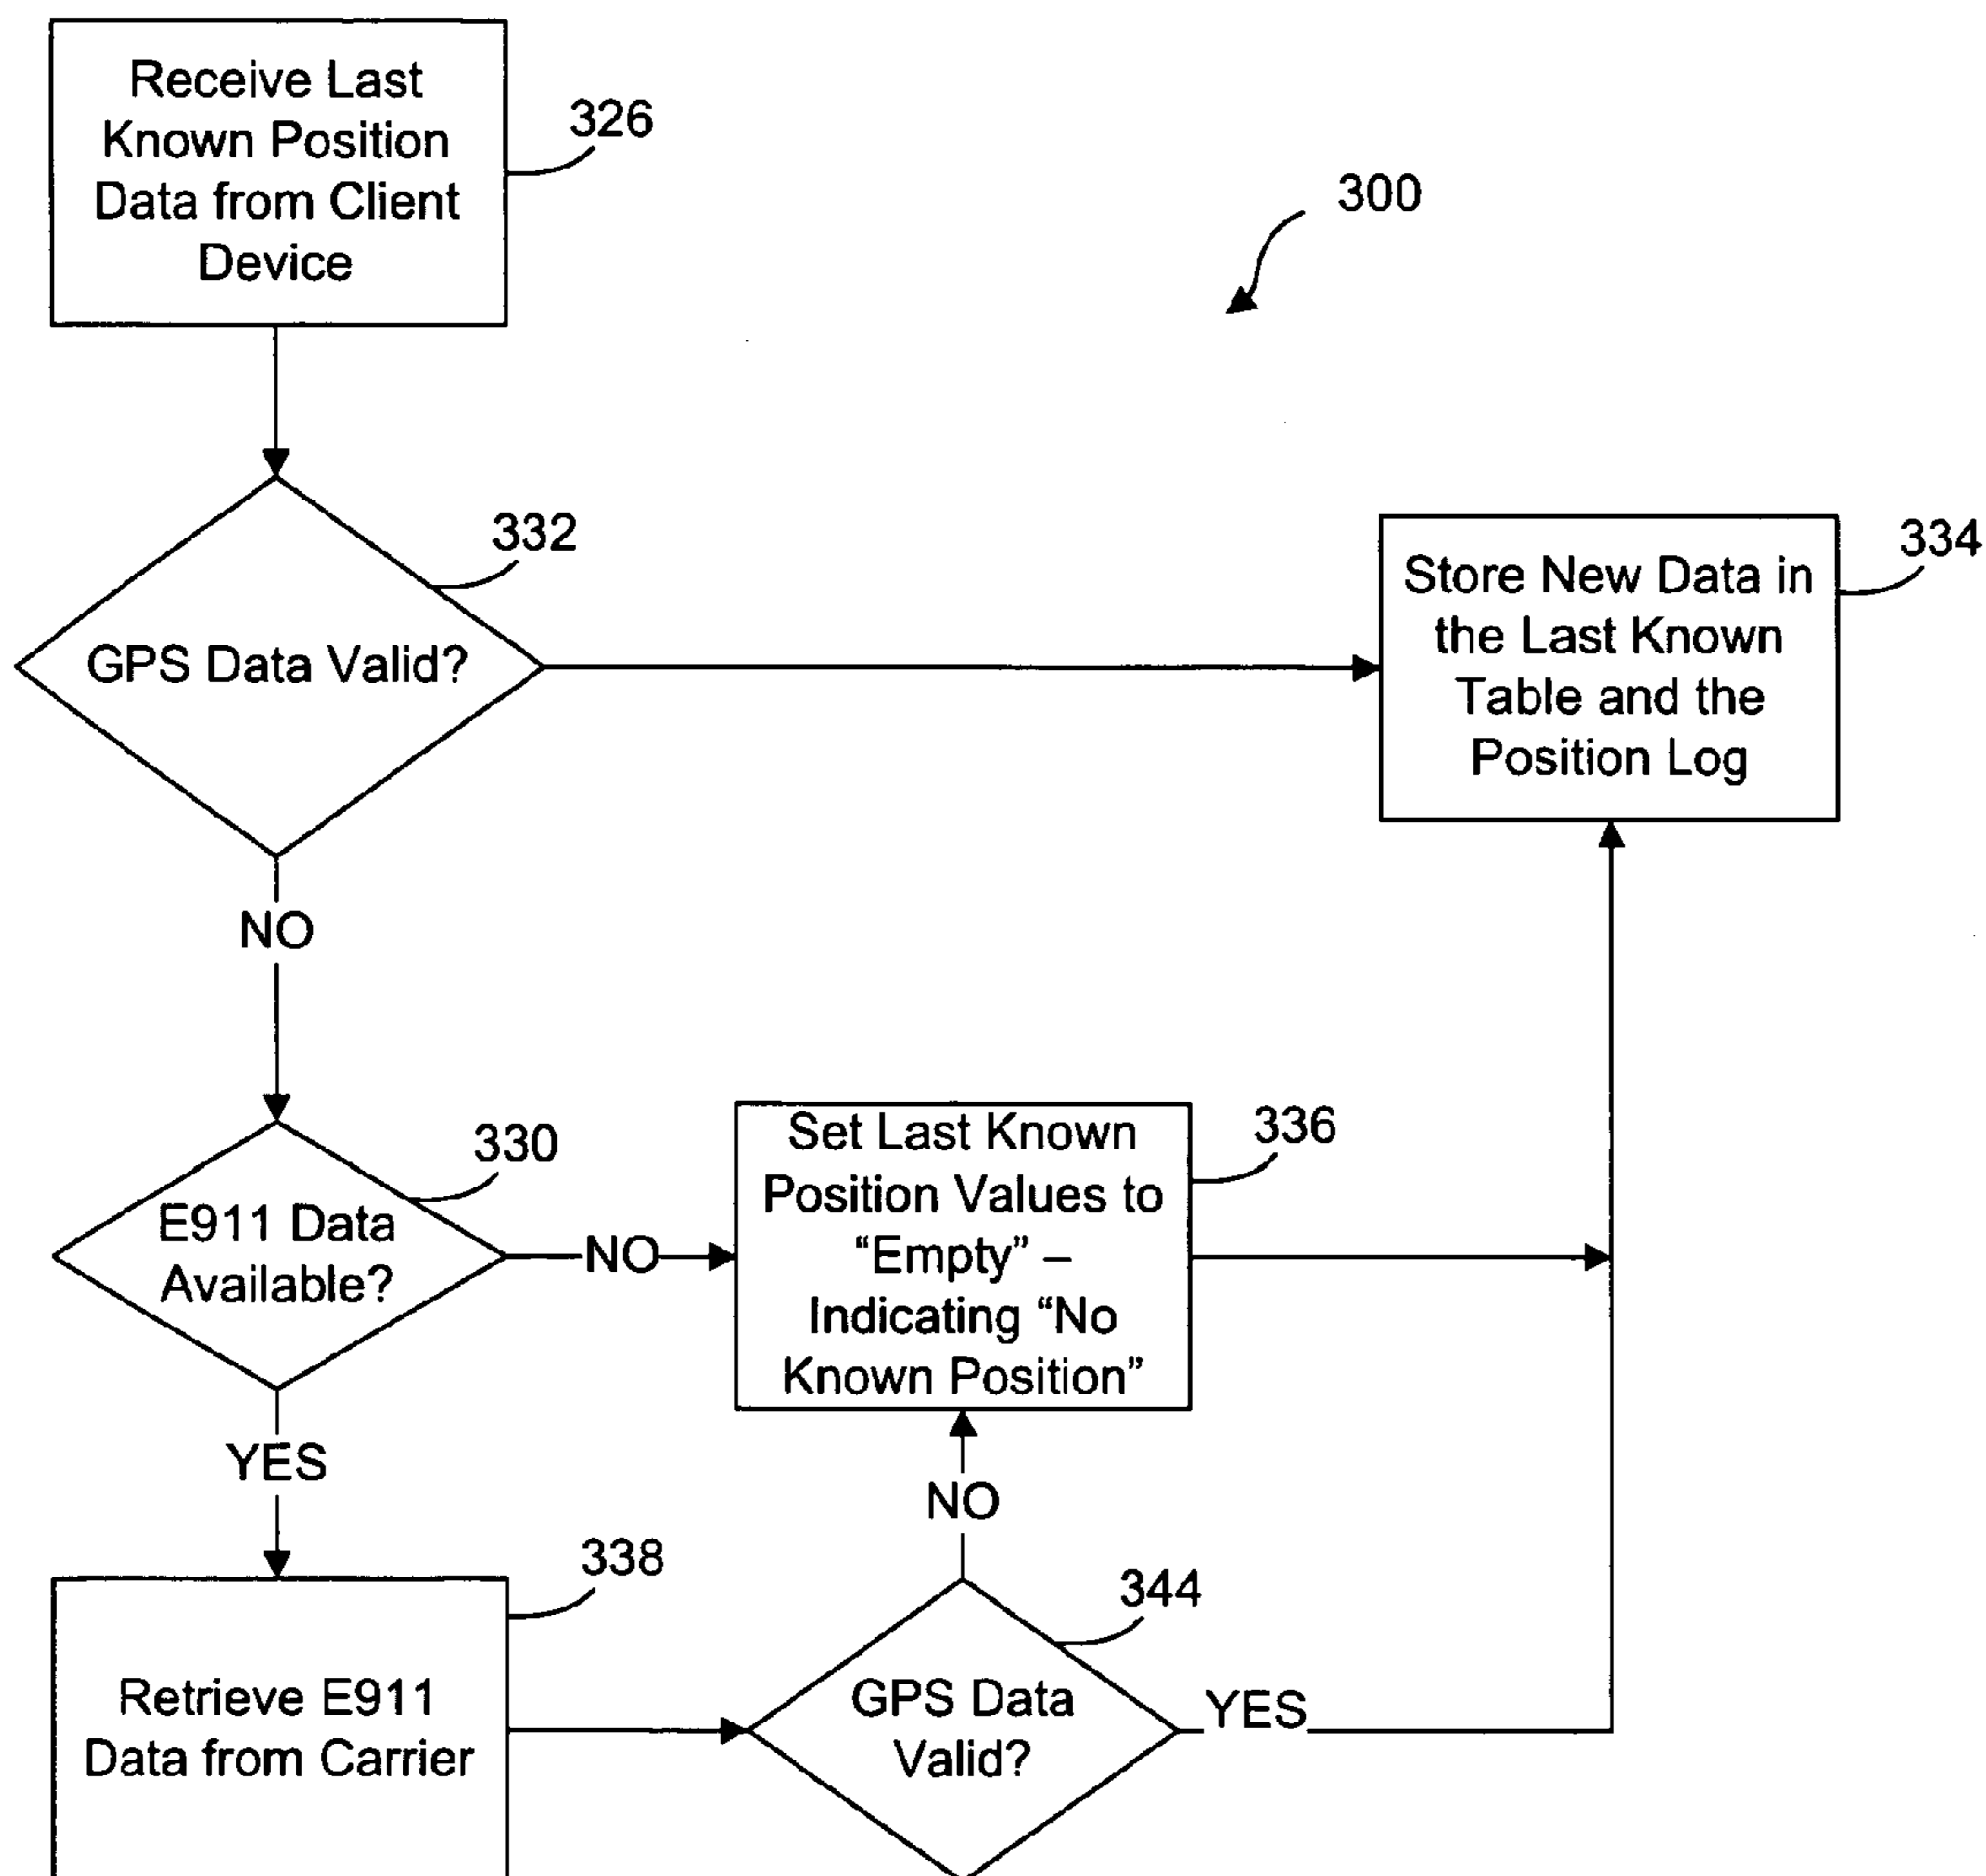 Receive Last
Known Position
Data from Client
Device
326
300
332
GPS Data Valid?
334
Store New Data in
the Last Known
Table and the
Position Log
NO
330
E911 Data
Available?
NO
336
Set Last Known
Position Values to
“Empty” –
Indicating “No
Known Position”
YES
NO
338
Retrieve E911
Data from Carrier
344
GPS Data
Valid?
YES